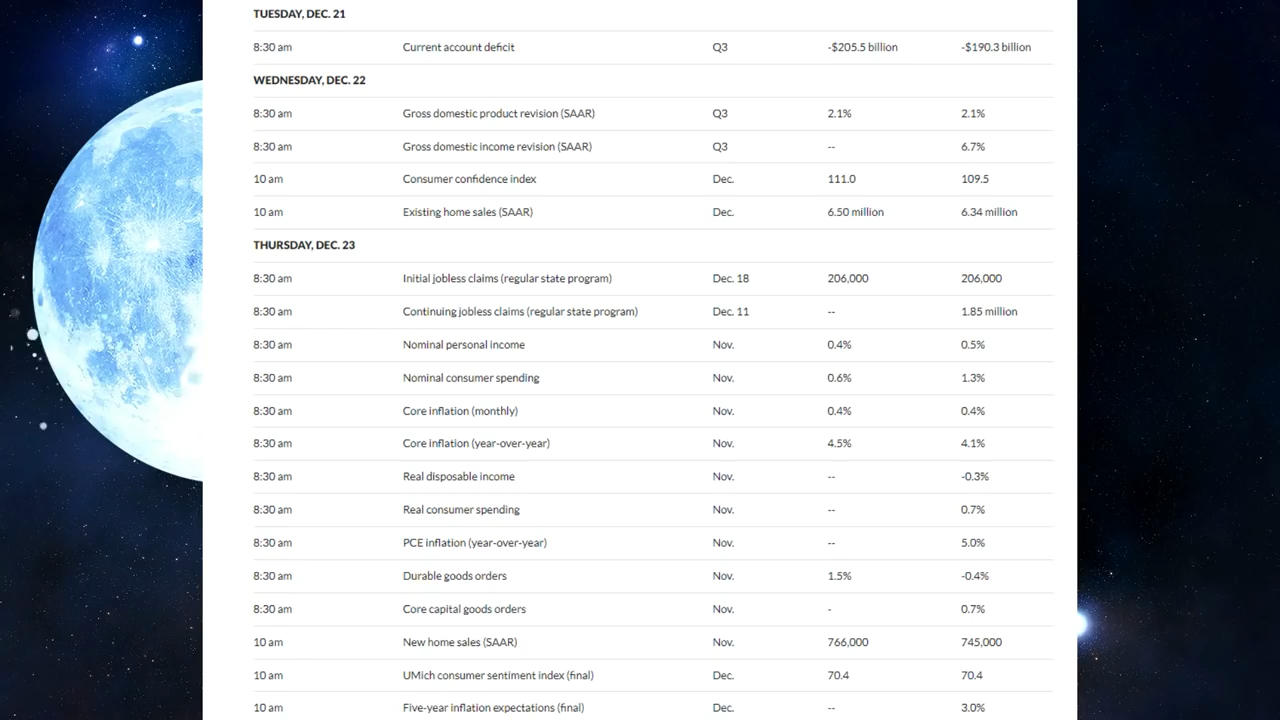 TUESDAY, DEC. 21
8:30 am Current account deficit Q3 -$205.5 billion -$190.3 billion
WEDNESDAY, DEC. 22
8:30 am Gross domestic product revision (SAAR) Q3 2.1% 2.1%
8:30 am Gross domestic income revision (SAAR) Q3 -- 6.7%
10 am Consumer confidence index Dec. 111.0 109.5
10 am Existing home sales (SAAR) Dec. 6.50 million 6.34 million
THURSDAY, DEC. 23
8:30 am Initial jobless claims (regular state program) Dec. 18 206,000 206,000
8:30 am Continuing jobless claims (regular state program) Dec. 11 -- 1.85 million
8:30 am Nominal personal income Nov. 0.4% 0.5%
8:30 am Nominal consumer spending Nov. 0.6% 1.3%
8:30 am Core inflation (monthly) Nov. 0.4% 0.4%
8:30 am Core inflation (year-over-year) Nov. 4.5% 4.1%
8:30 am Real disposable income Nov. -- -0.3%
8:30 am Real consumer spending Nov. -- 0.7%
8:30 am PCE inflation (year-over-year) Nov. -- 5.0%
8:30 am Durable goods orders Nov. 1.5% -0.4%
8:30 am Core capital goods orders Nov. - 0.7%
10 am New home sales (SAAR) Nov. 766,000 745,000
10 am UMich consumer sentiment index (final) Dec. 70.4 70.4
10 am Five-year inflation expectations (final) Dec. -- 3.0%